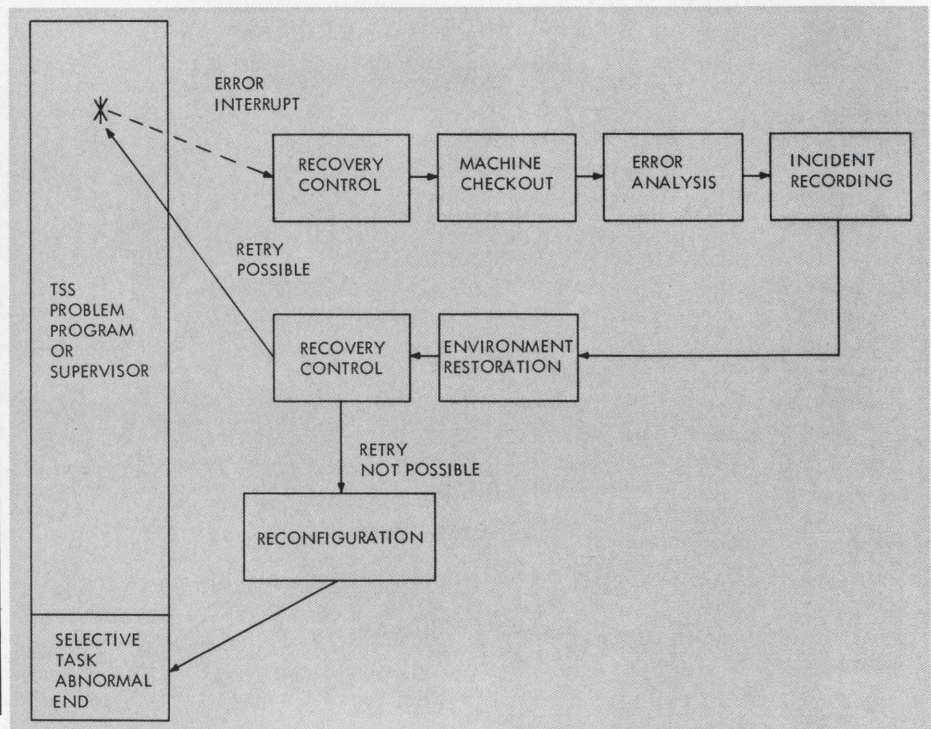 ERROR
INTERRUPT
RECOVERY
CONTROL
MACHINE
CHECKOUT
ERROR
ANALYSIS
INCIDENT
RECORDING
RETRY
POSSIBLE
TSS
PROBLEM
PROGRAM
OR
SUPERVISOR
RECOVERY
CONTROL
ENVIRONMENT
RESTORATION
RETRY
NOT POSSIBLE
RECONFIGURATION
SELECTIVE
TASK
ABNORMAL
END